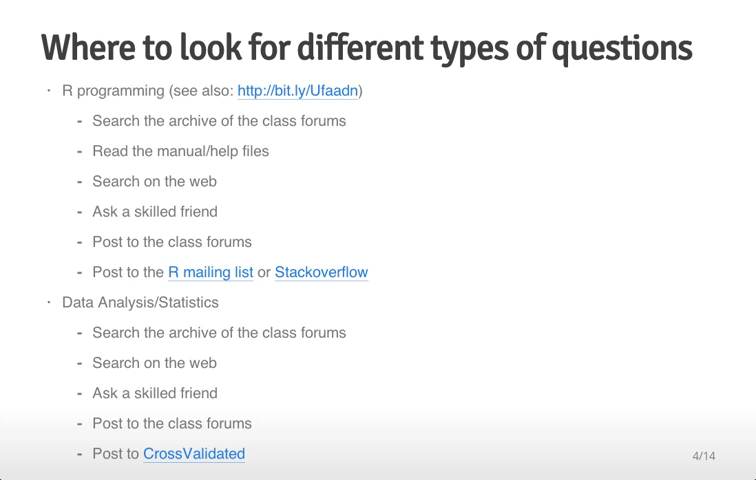 Where to look for different types of questions
· R programming (see also: http://bit.ly/Ufaadn)
- Search the archive of the class forums
- Read the manual/help files
- Search on the web
- Ask a skilled friend
- Post to the class forums
- Post to the R mailing list or Stackoverflow
· Data Analysis/Statistics
- Search the archive of the class forums
- Search on the web
- Ask a skilled friend
- Post to the class forums
- Post to CrossValidated
4/14